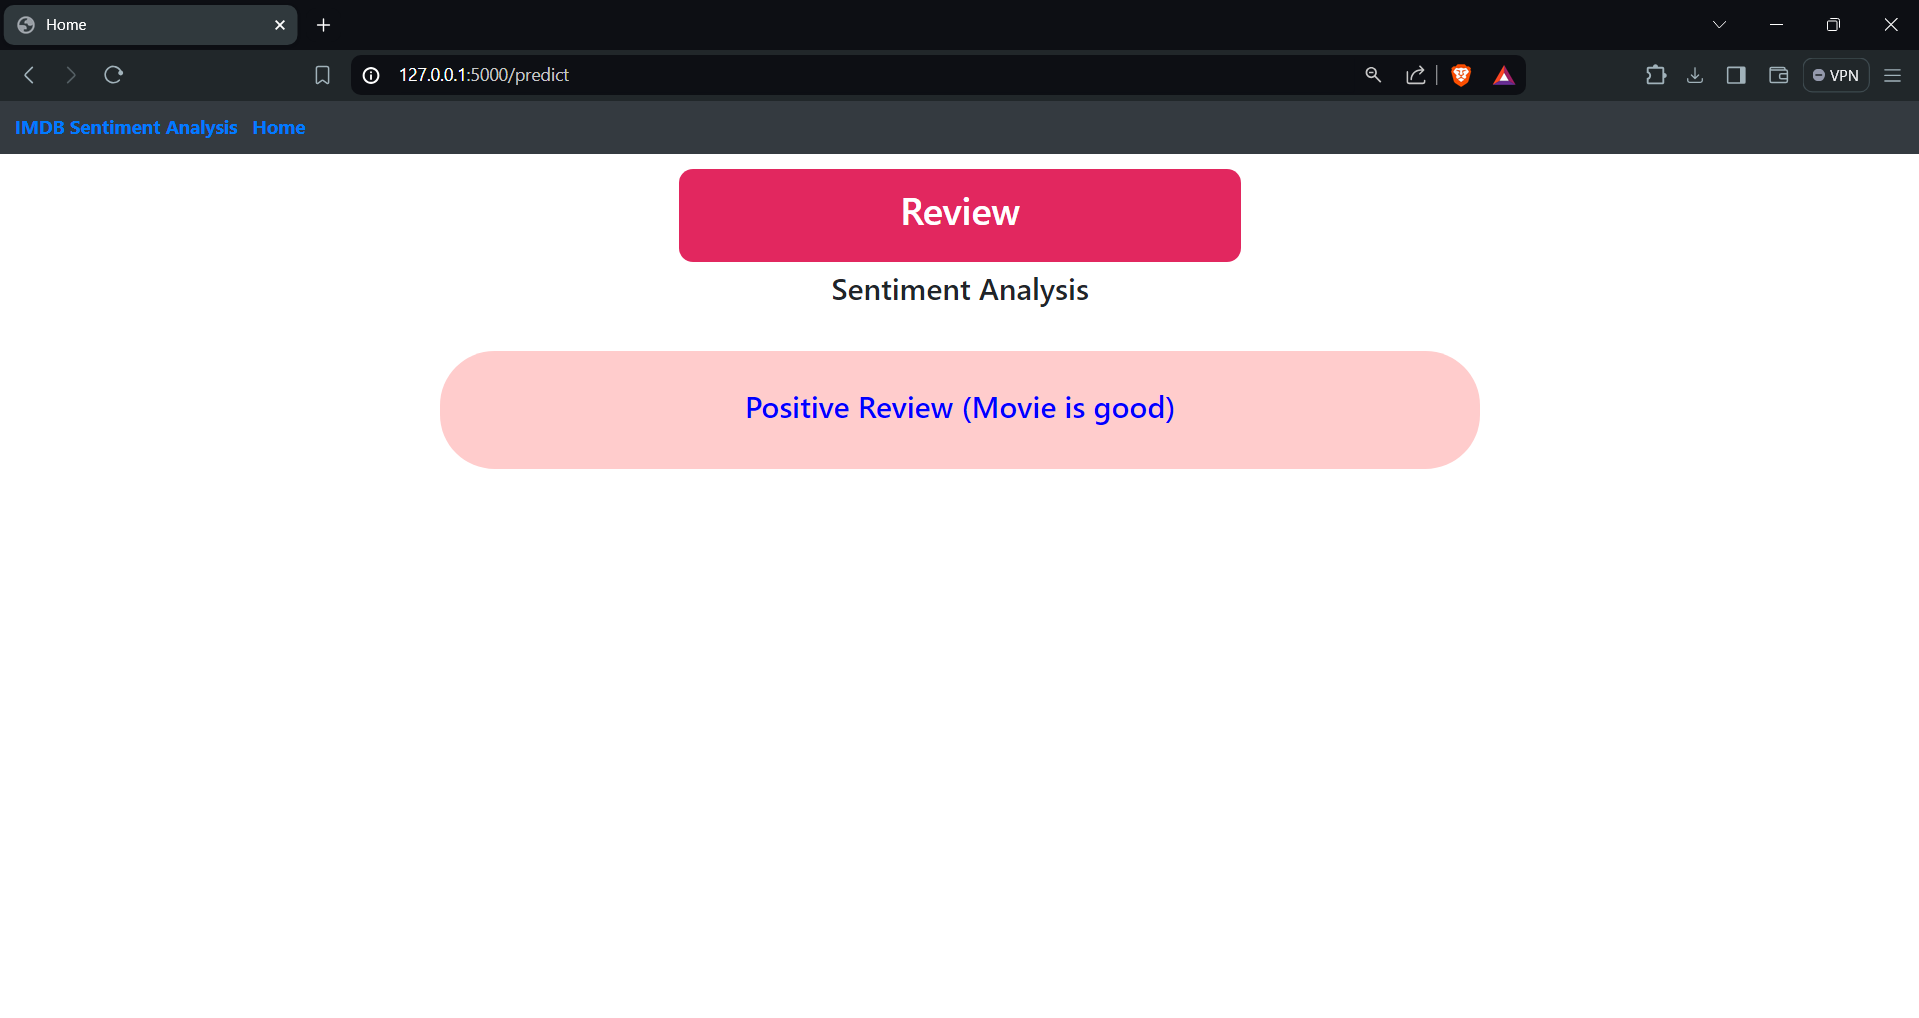 Home
127.0.0.1:5000/predict
VPN
IMDB Sentiment Analysis Home
Review
Sentiment Analysis
Positive Review (Movie is good)